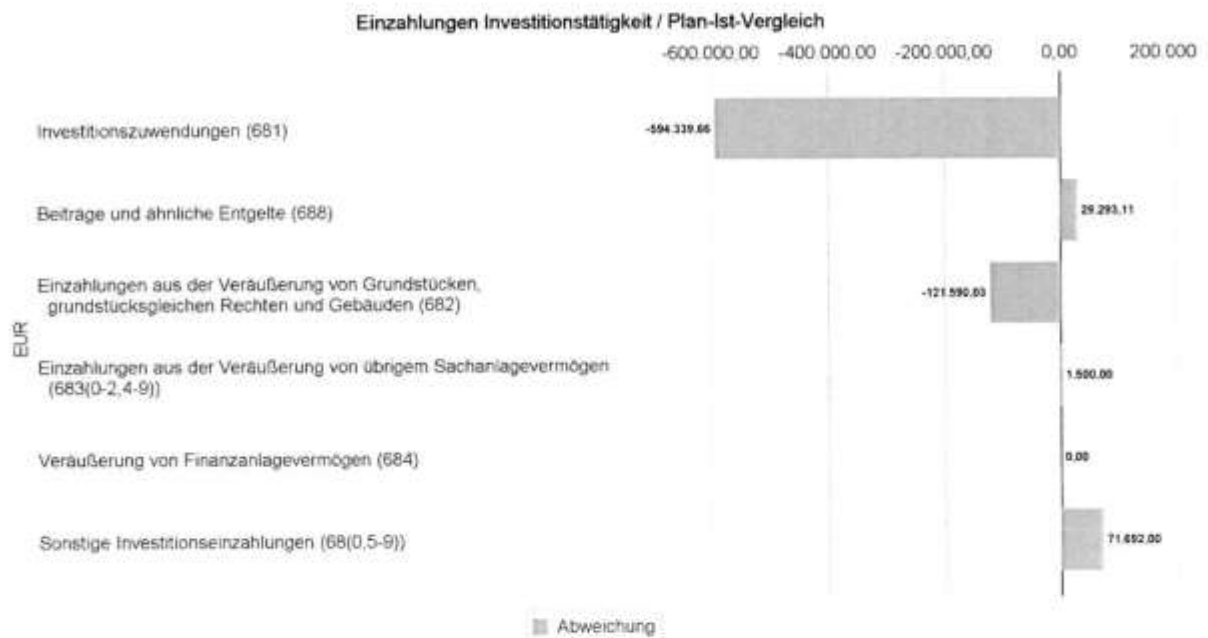 Einzahlungen Investitionstätigkeit / Plan-Ist-Vergleich
-600.000,00 -400.000,00 -200.000,00 0,00 200.000
Investitionszuwendungen (681)
-594.339,66
Beiträge und ähnliche Entgelte (688)
29.293,11
Einzahlungen aus der Veräußerung von Grundstücken,
grundstücksgleichen Rechten und Gebäuden (682)
-121.590,03
EUR
Einzahlungen aus der Veräußerung von übrigem Sachanlagevermögen
(683(0-2,4-9))
1.500,00
Veräußerung von Finanzanlagevermögen (684)
0,00
Sonstige Investitionseinzahlungen (68(0,5-9))
71.692,00
Abweichung